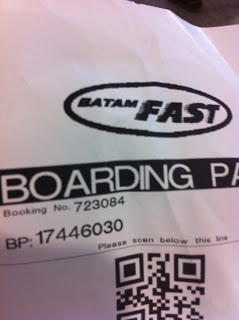 BATAM FAST
BOARDING PA
Booking No. 723084
BP: 17446030
Please scan below this line